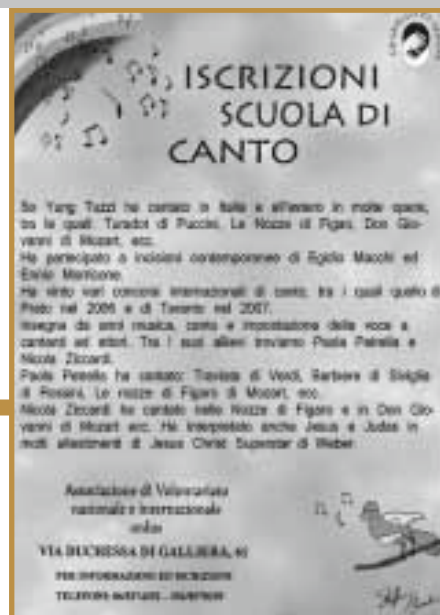 ISCRIZIONI
SCUOLA DI
CANTO
So Yung Tuzzi ha cantato in Italia e all'estero in molte opere,
tra le quali: Turadot di Puccini, Le Nozze di Figaro, Don Gio-
vanni di Mozart, ecc.
Ha partecipato a incisioni contemporanee di Egidio Macchi ed
Ennio Morricone.
Ha vinto vari concorsi internazionali di canto, tra i quali quello di
Prato nel 2006 e di Taranto nel 2007.
Insegna da anni musica, canto e impostazione della voce a
cantanti ed attori. Tra i suoi allievi troviamo Paola Petrella e
Nicola Ziccardi.
Paola Petrella ha cantato: Traviata di Verdi, Barbiere di Siviglia
di Rossini, Le nozze di Figaro di Mozart, ecc.
Nicola Ziccardi ha cantato nelle Nozze di Figaro e in Don Gio-
vanni di Mozart ecc. Ha interpretato anche Jesus e Judas in
molti allestimenti di Jesus Christ Superstar di Weber.
Associazione di Volontariato
nazionale e internazionale
onlus
VIA DUCHESSA DI GALLIERA, 61
PER INFORMAZIONI ED ISCRIZIONI
TELEFONI: